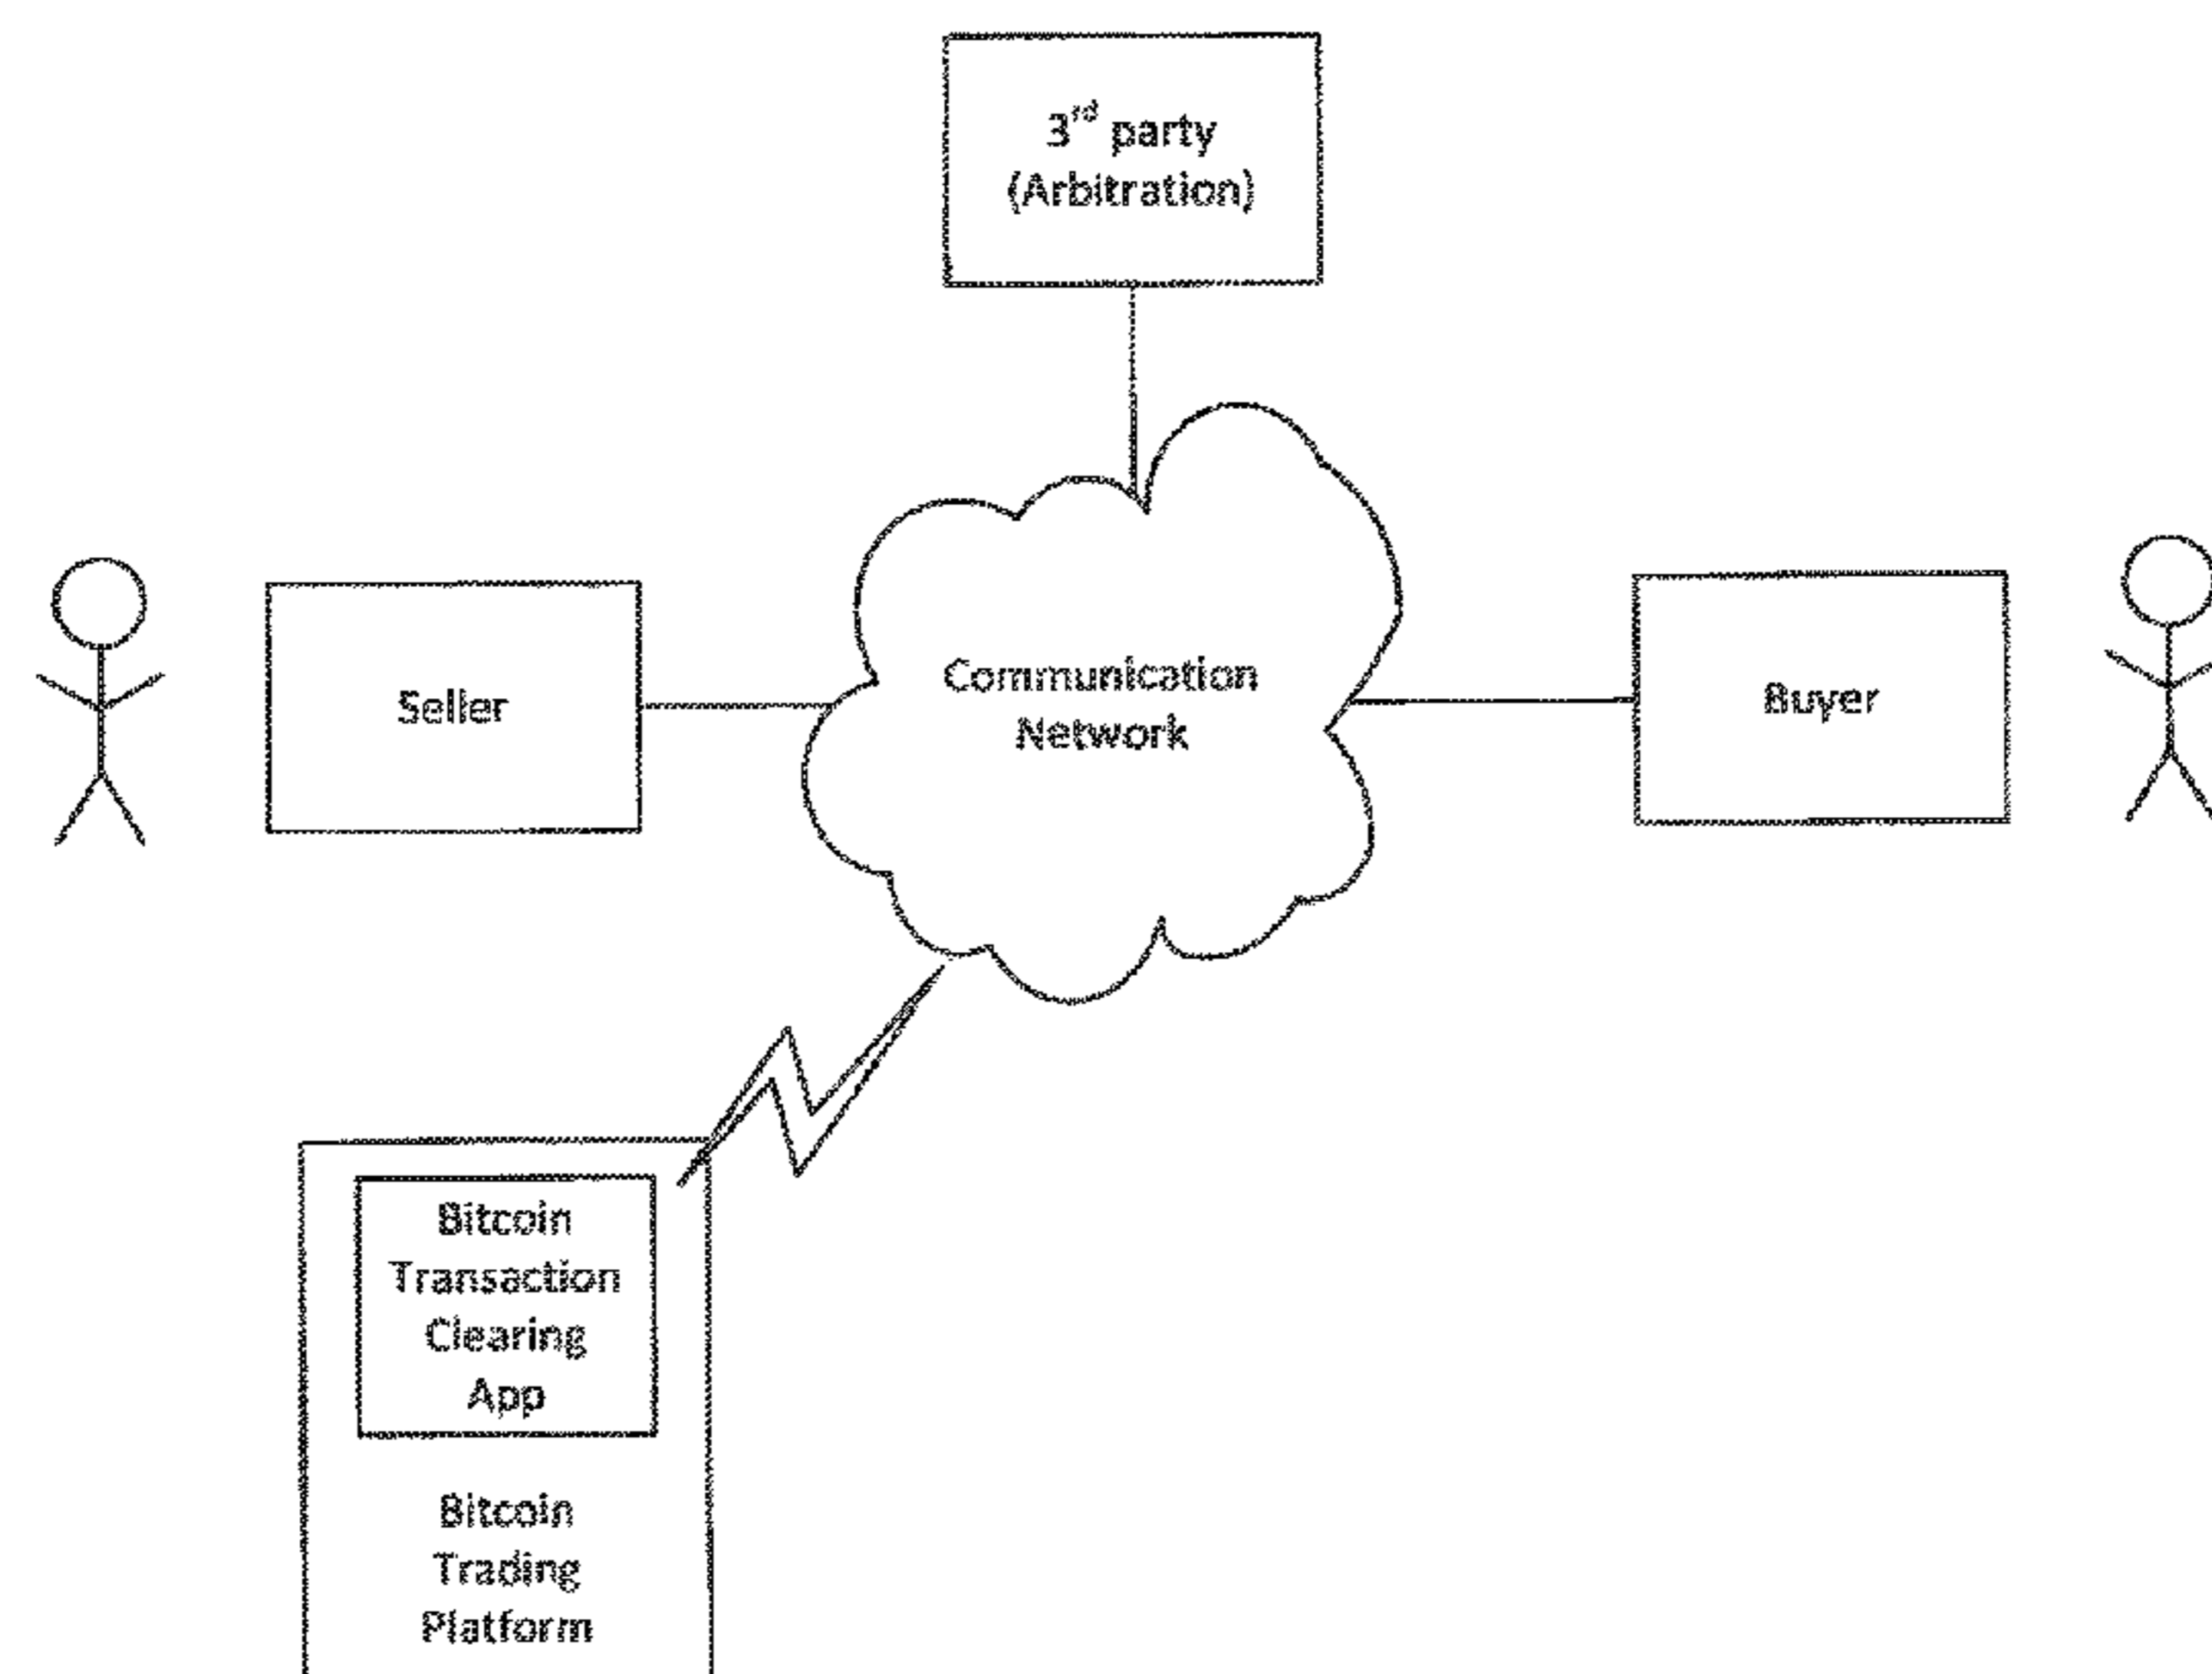 3rd party
(Arbitration)
Seller
Communication
Network
Buyer
Bitcoin
Transaction
Clearing
App
Bitcoin
Trading
Platform